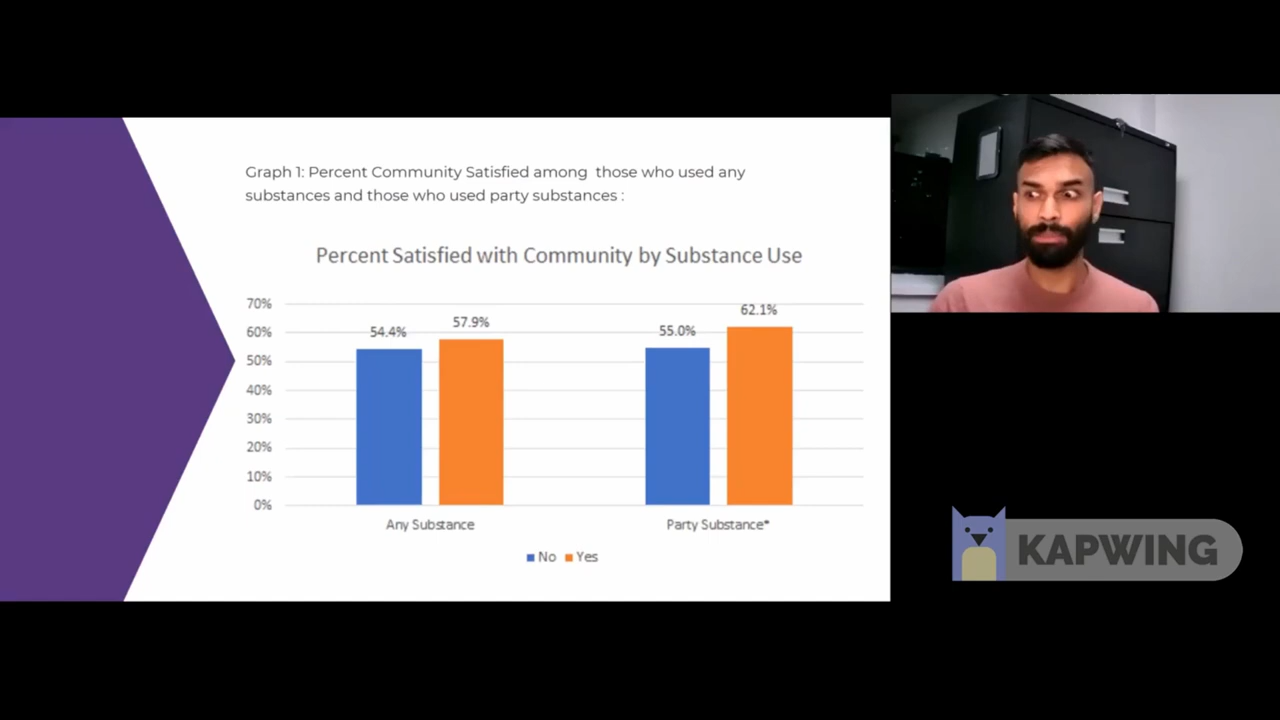 Graph 1: Percent Community Satisfied among  those who used any
substances and those who used party substances :
Percent Satisfied with Community by Substance Use
70%
60%
50%
40%
30%
20%
10%
0%
54.4%
57.9%
55.0%
62.1%
Any Substance
Party Substance*
No
Yes
KAPWING